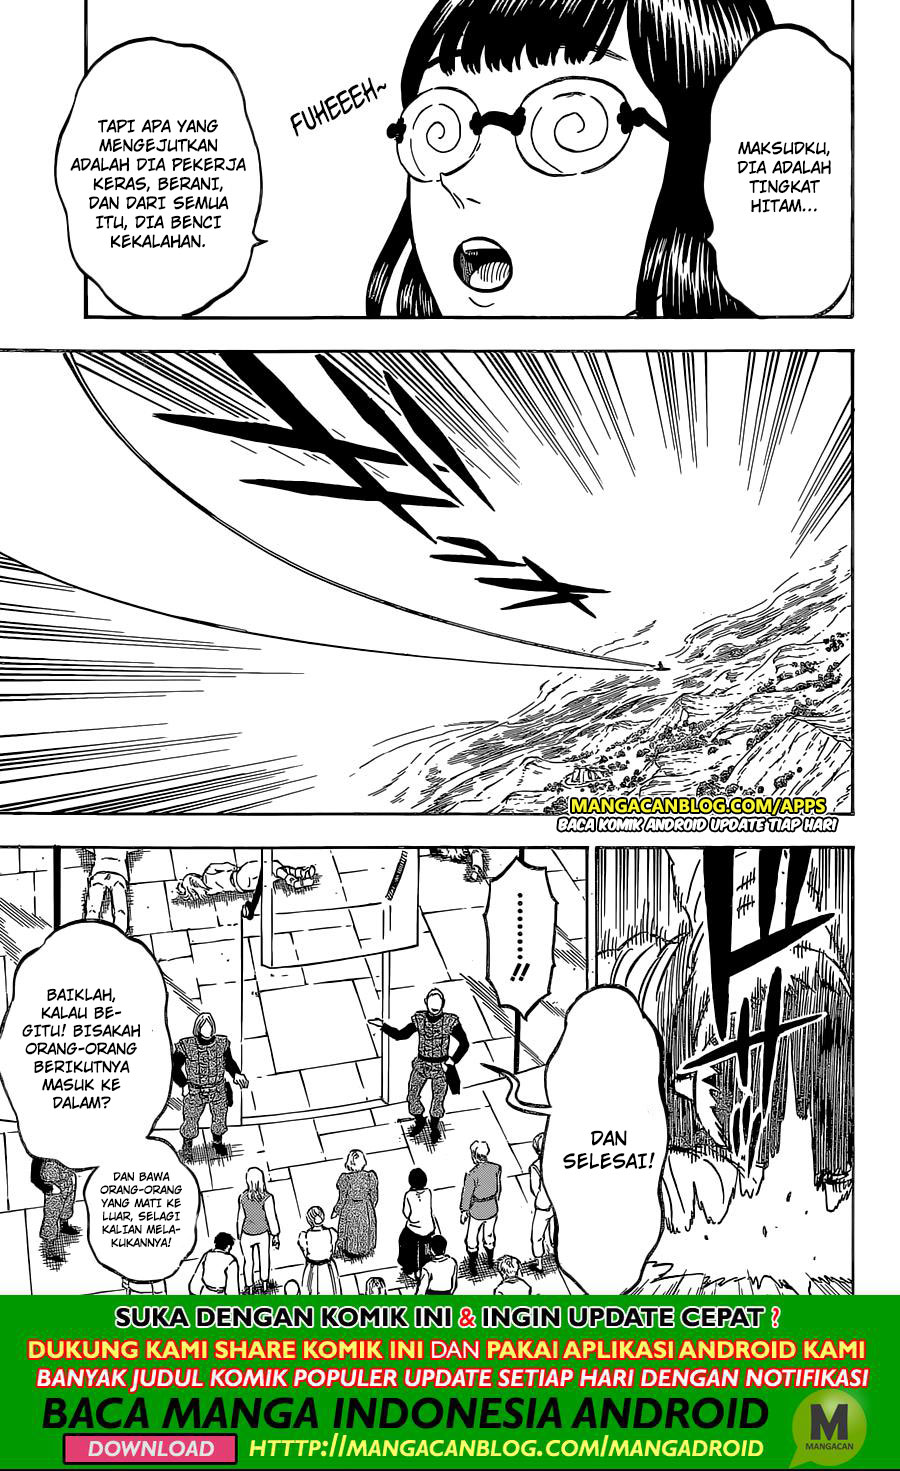 MAKSUDKU,
DIA ADALAH
TINGKAT
HITAM...
FUHEEEH~
TAPI APA YANG
MENGEJUTKAN
ADALAH DIA PEKERJA
KERAS, BERANI,
DAN DARI SEMUA
ITU, DIA BENCI
KEKALAHAN.
MANGACANBLOG.COM/APPS
BACA KOMIK ANDROID UPDATE TIAP HARI
.........!!
DAN
SELESAI!
BAIKLAH,
KALAU BE-
GITU! BISAKAH
ORANG-ORANG
BERIKUTNYA
MASUK KE
DALAM?
DAN BAWA
ORANG-ORANG
YANG MATI KE
LUAR, SELAGI
KALIAN MELA-
KUKANNYA!
SUKA DENGAN KOMIK INI & INGIN UPDATE CEPAT ?
DUKUNG KAMI SHARE KOMIK INI DAN PAKAI APLIKASI ANDROID KAMI
BANYAK JUDUL KOMIK POPULER UPDATE SETIAP HARI DENGAN NOTIFIKASI
BACA MANGA INDONESIA ANDROID
DOWNLOAD HTTTP://MANGACANBLOG.COM/MANGADROID
M
MANGACAN